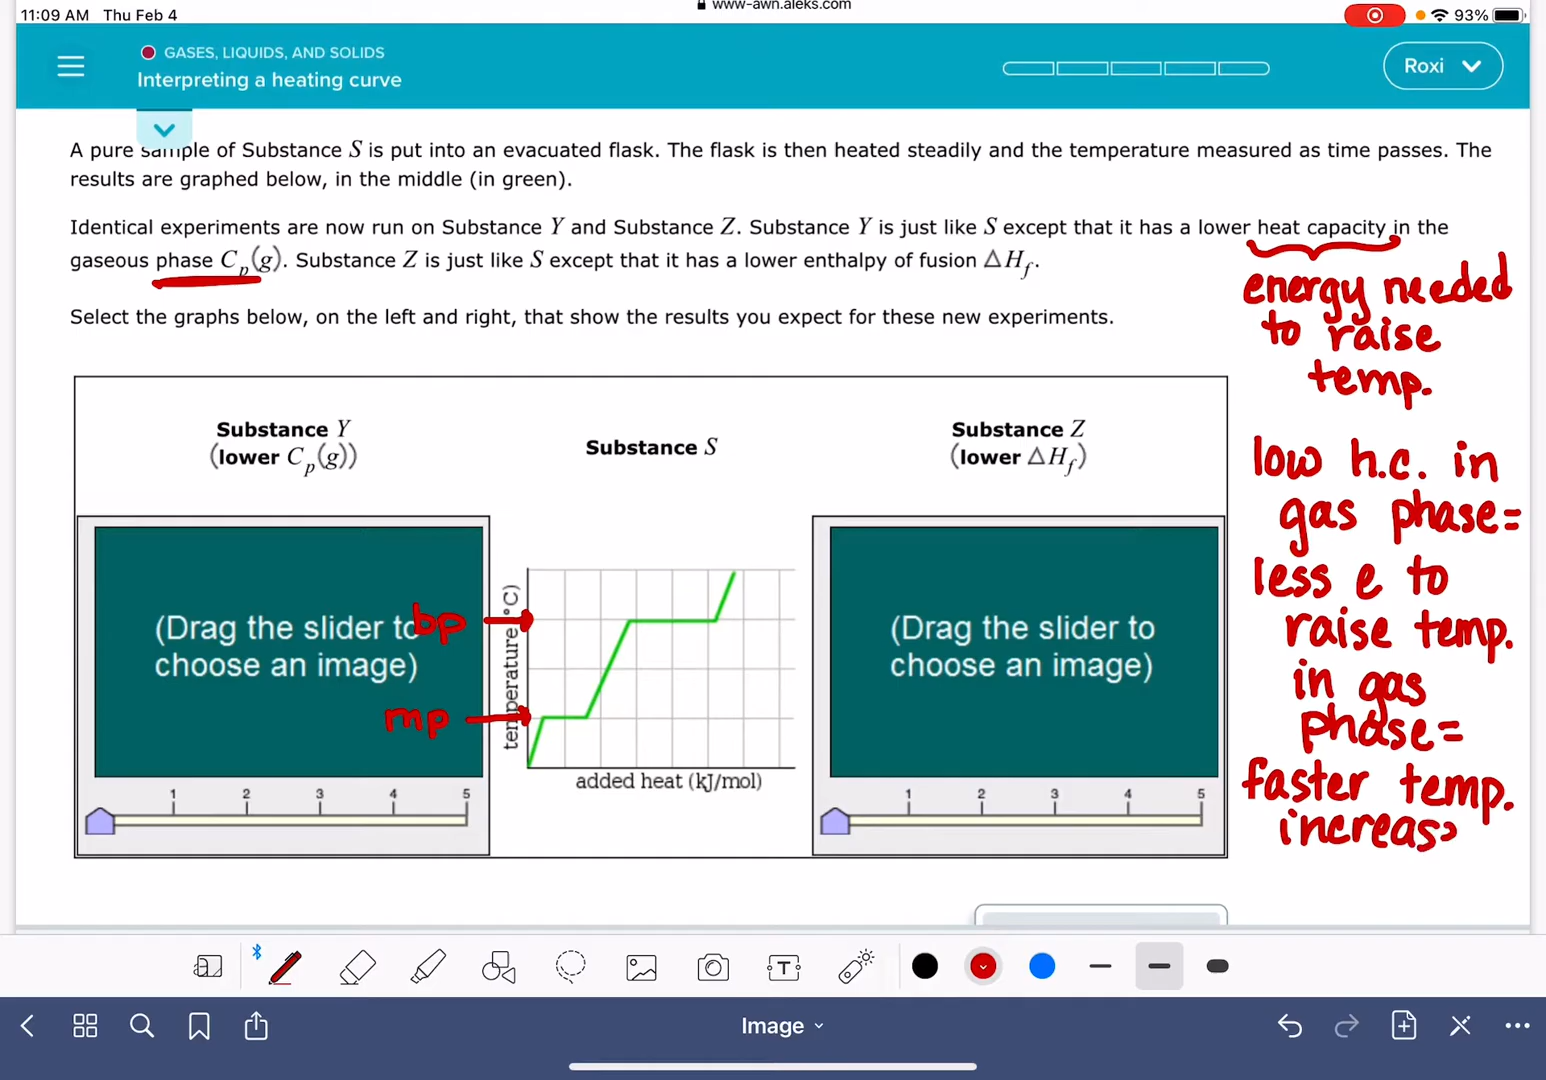 11:09 AM Thu Feb 4
www-awn.aleks.com
93%
GASES, LIQUIDS, AND SOLIDS
Interpreting a heating curve
Roxi
A pure sample of Substance S is put into an evacuated flask. The flask is then heated steadily and the temperature measured as time passes. The
results are graphed below, in the middle (in green).
Identical experiments are now run on Substance Y and Substance Z. Substance Y is just like S except that it has a lower heat capacity in the
gaseous phase Cp(g). Substance Z is just like S except that it has a lower enthalpy of fusion ΔHf.
Select the graphs below, on the left and right, that show the results you expect for these new experiments.
energy needed
to raise
temp.
low h.c. in
gas phase=
less e to
raise temp.
in gas
phase=
faster temp.
increas
Substance Y
(lower Cp(g))
Substance S
Substance Z
(lower ΔHf)
(Drag the slider to
choose an image)
1 2 3 4 5
bp
mp
temperature (°C)
added heat (kJ/mol)
(Drag the slider to
choose an image)
1 2 3 4 5
a
T
Image